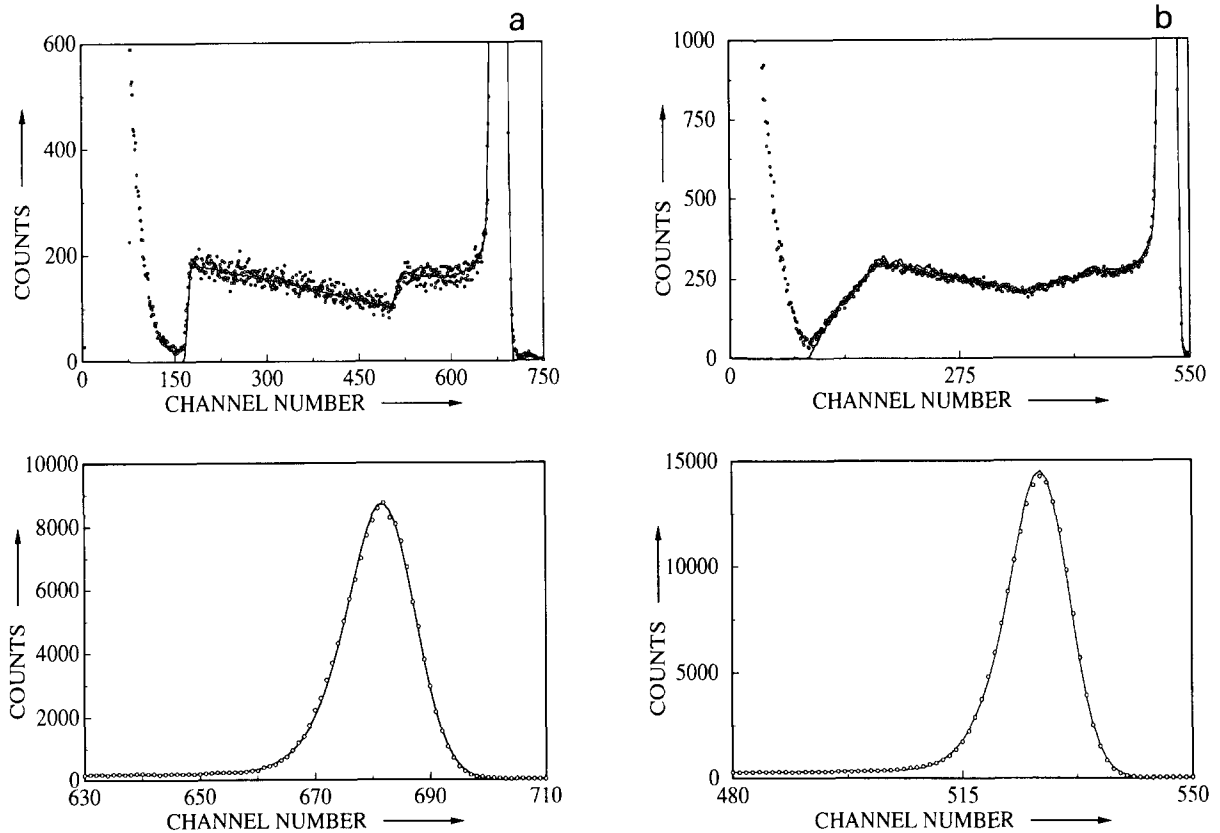 a
600
400
200
0
COUNTS
0 150 300 450 600 750
CHANNEL NUMBER
b
1000
750
500
250
0
COUNTS
0 275 550
CHANNEL NUMBER
10000
8000
6000
4000
2000
0
COUNTS
630 650 670 690 710
CHANNEL NUMBER
15000
10000
5000
0
COUNTS
480 515 550
CHANNEL NUMBER